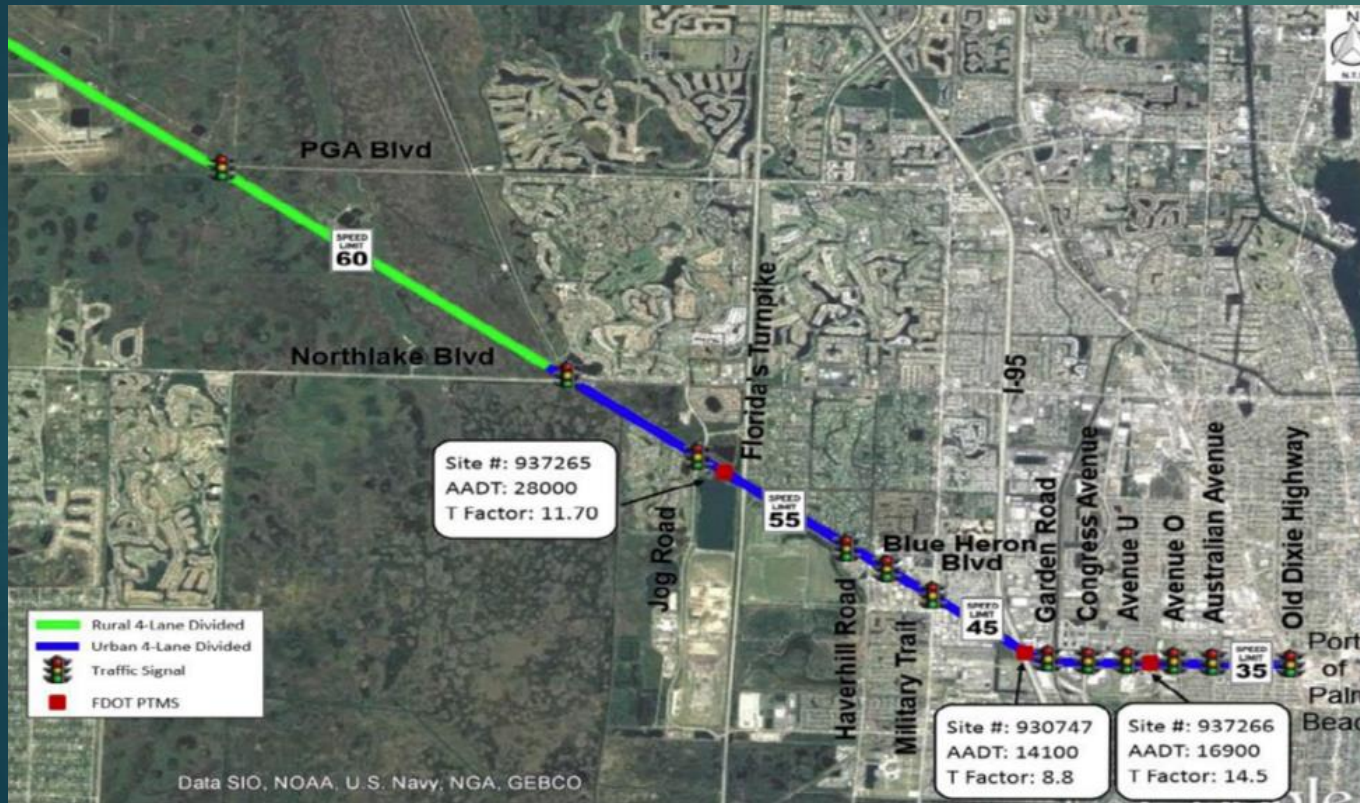 N
N.T.S
PGA Blvd
SPEED
LIMIT
60
Northlake Blvd
Florida's Turnpike
I-95
Site #: 937265
AADT: 28000
T Factor: 11.70
SPEED
LIMIT
55
Jog Road
Blue Heron
Blvd
Haverhill Road
Military Trail
SPEED
LIMIT
45
Garden Road
Congress Avenue
Avenue U
Avenue O
Australian Avenue
Old Dixie Highway
SPEED
LIMIT
35
Port
of
Palm
Beac
Rural 4-Lane Divided
Urban 4-Lane Divided
Traffic Signal
FDOT PTMS
Site #: 930747
AADT: 14100
T Factor: 8.8
Site #: 937266
AADT: 16900
T Factor: 14.5
Data SIO, NOAA, U.S. Navy, NGA, GEBCO